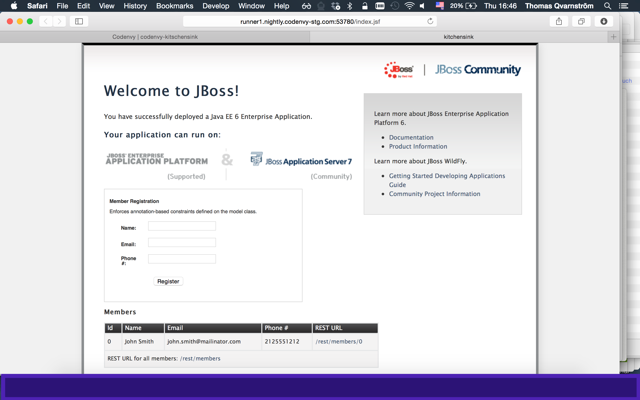 Safari File Edit View History Bookmarks Develop Window Help 20% Thu 16:46 Thomas Qvarnström
runner1.nightly.codenvy-stg.com:53780/index.jsf
Codenvy | codenvy-kitschensink kitchensink
JBoss by Red Hat | JBoss Community
Welcome to JBoss!
You have successfully deployed a Java EE 6 Enterprise Application.
Your application can run on:
JBOSS ENTERPRISE
APPLICATION PLATFORM
(Supported)
&
JBoss Application Server 7
(Community)
Learn more about JBoss Enterprise Application
Platform 6.
• Documentation
• Product Information
Learn more about JBoss WildFly.
• Getting Started Developing Applications
Guide
• Community Project Information
Member Registration
Enforces annotation-based constraints defined on the model class.
Name:
Email:
Phone
#:
Register
Members
Id Name Email Phone # REST URL
0 John Smith john.smith@mailinator.com 2125551212 /rest/members/0
REST URL for all members: /rest/members